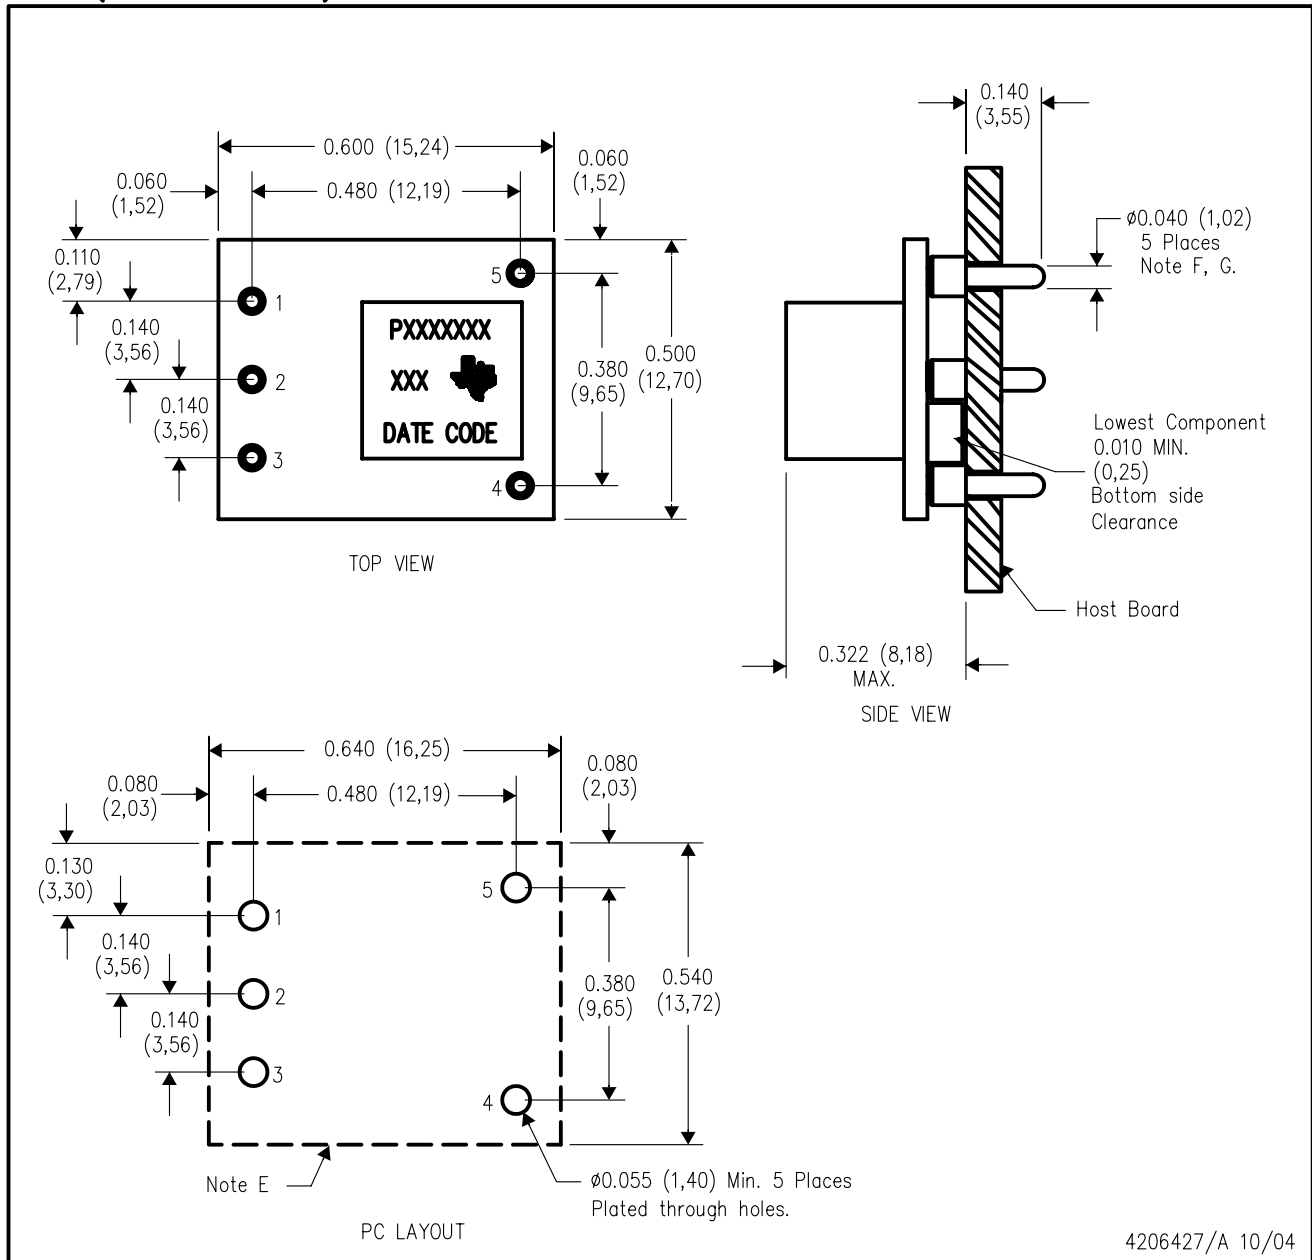 0.600 (15,24)
0.060
(1,52)
0.480 (12,19)
0.060
(1,52)
0.110
(2,79)
0.140
(3,56)
0.140
(3,56)
1
2
3
5
4
PXXXXXXX
XXX
DATE CODE
0.380
(9,65)
0.500
(12,70)
TOP VIEW
0.140
(3,55)
ø0.040 (1,02)
5 Places
Note F, G.
Lowest Component
0.010 MIN.
(0,25)
Bottom side
Clearance
Host Board
0.322 (8,18)
MAX.
SIDE VIEW
0.640 (16,25)
0.080
(2,03)
0.480 (12,19)
0.080
(2,03)
0.130
(3,30)
0.140
(3,56)
0.140
(3,56)
1
2
3
5
4
0.380
(9,65)
0.540
(13,72)
Note E
ø0.055 (1,40) Min. 5 Places
Plated through holes.
PC LAYOUT
4206427/A 10/04